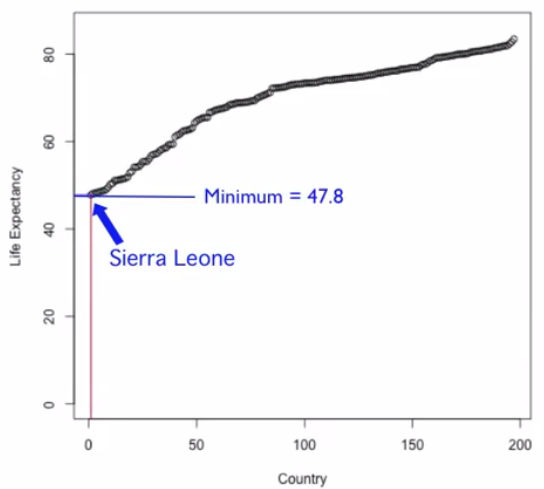 80
60
40
20
0
Life Expectancy
Minimum = 47.8
Sierra Leone
0 50 100 150 200
Country